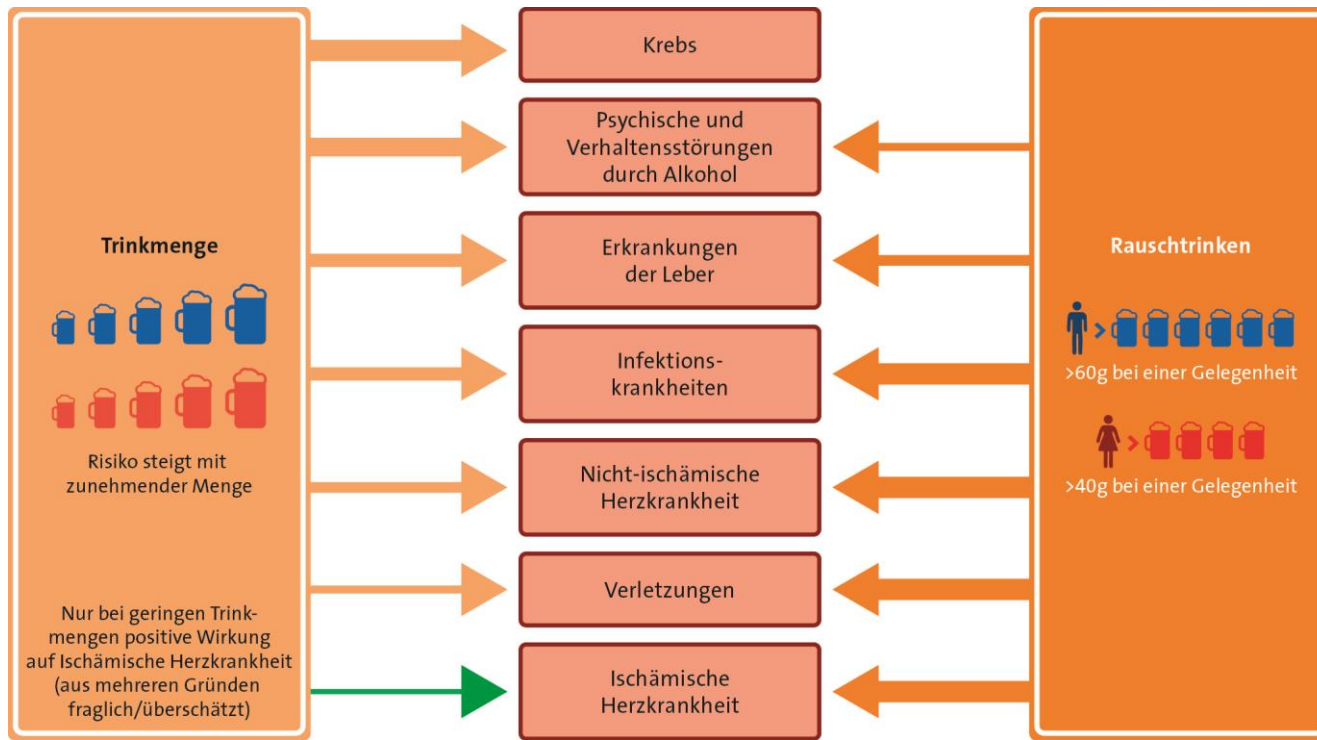 Trinkmenge
Risiko steigt mit
zunehmender Menge
Nur bei geringen Trink-
mengen positive Wirkung
auf Ischämische Herzkrankheit
(aus mehreren Gründen
fraglich/überschätzt)
Krebs
Psychische und
Verhaltensstörungen
durch Alkohol
Erkrankungen
der Leber
Infektions-
krankheiten
Nicht-ischämische
Herzkrankheit
Verletzungen
Ischämische
Herzkrankheit
Rauschtrinken
>
>60g bei einer Gelegenheit
>
>40g bei einer Gelegenheit